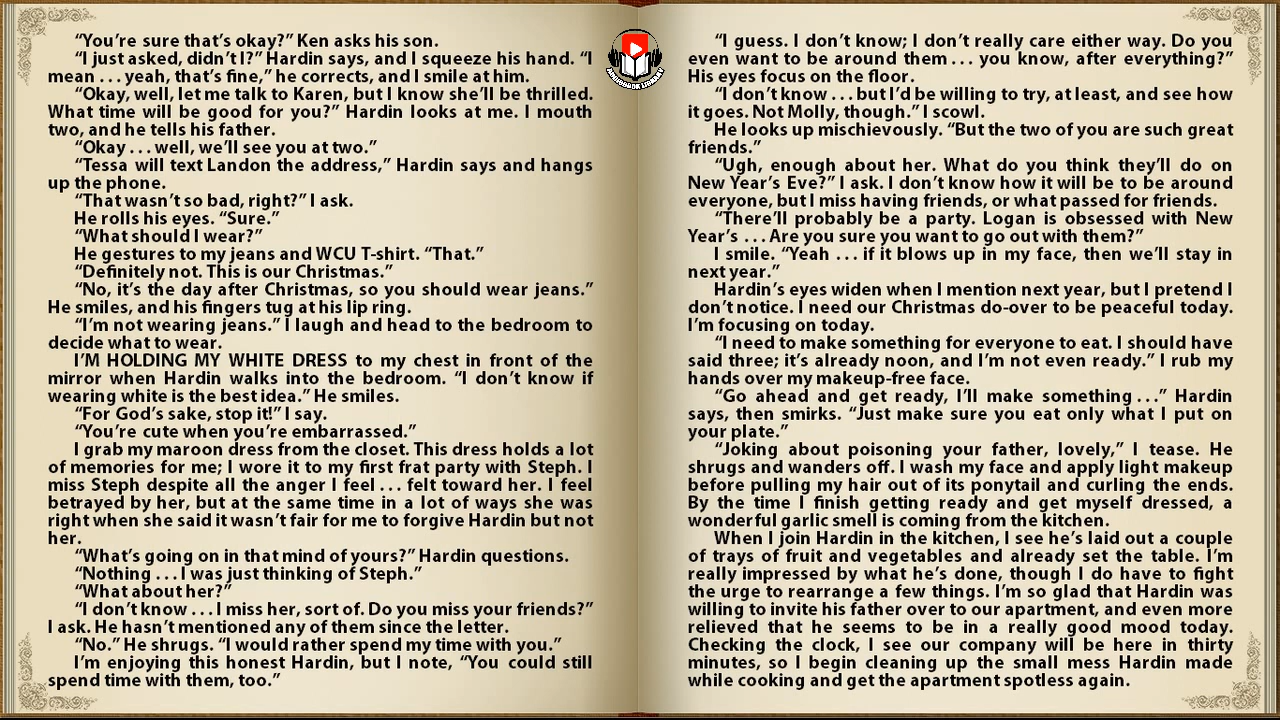 “You’re sure that’s okay?” Ken asks his son.
“I just asked, didn’t I?” Hardin says, and I squeeze his hand. “I
mean . . . yeah, that’s fine,” he corrects, and I smile at him.
“Okay, well, let me talk to Karen, but I know she’ll be thrilled.
What time will be good for you?” Hardin looks at me. I mouth
two, and he tells his father.
“Okay . . . well, we’ll see you at two.”
“Tessa will text Landon the address,” Hardin says and hangs
up the phone.
“That wasn’t so bad, right?” I ask.
He rolls his eyes. “Sure.”
“What should I wear?”
He gestures to my jeans and WCU T-shirt. “That.”
“Definitely not. This is our Christmas.”
“No, it’s the day after Christmas, so you should wear jeans.”
He smiles, and his fingers tug at his lip ring.
“I’m not wearing jeans.” I laugh and head to the bedroom to
decide what to wear.
I’M HOLDING MY WHITE DRESS to my chest in front of the
mirror when Hardin walks into the bedroom. “I don’t know if
wearing white is the best idea.” He smiles.
“For God’s sake, stop it!” I say.
“You’re cute when you’re embarrassed.”
I grab my maroon dress from the closet. This dress holds a lot
of memories for me; I wore it to my first frat party with Steph. I
miss Steph despite all the anger I feel . . . felt toward her. I feel
betrayed by her, but at the same time in a lot of ways she was
right when she said it wasn’t fair for me to forgive Hardin but not
her.
“What’s going on in that mind of yours?” Hardin questions.
“Nothing . . . I was just thinking of Steph.”
“What about her?”
“I don’t know . . . I miss her, sort of. Do you miss your friends?”
I ask. He hasn’t mentioned any of them since the letter.
“No.” He shrugs. “I would rather spend my time with you.”
I’m enjoying this honest Hardin, but I note, “You could still
spend time with them, too.”
“I guess. I don’t know; I don’t really care either way. Do you
even want to be around them . . . you know, after everything?”
His eyes focus on the floor.
“I don’t know . . . but I’d be willing to try, at least, and see how
it goes. Not Molly, though.” I scowl.
He looks up mischievously. “But the two of you are such great
friends.”
“Ugh, enough about her. What do you think they’ll do on
New Year’s Eve?” I ask. I don’t know how it will be to be around
everyone, but I miss having friends, or what passed for friends.
“There’ll probably be a party. Logan is obsessed with New
Year’s . . . Are you sure you want to go out with them?”
I smile. “Yeah . . . if it blows up in my face, then we’ll stay in
next year.”
Hardin’s eyes widen when I mention next year, but I pretend I
don’t notice. I need our Christmas do-over to be peaceful today.
I’m focusing on today.
“I need to make something for everyone to eat. I should have
said three; it’s already noon, and I’m not even ready.” I rub my
hands over my makeup-free face.
“Go ahead and get ready, I’ll make something . . .” Hardin
says, then smirks. “Just make sure you eat only what I put on
your plate.”
“Joking about poisoning your father, lovely,” I tease. He
shrugs and wanders off. I wash my face and apply light makeup
before pulling my hair out of its ponytail and curling the ends.
By the time I finish getting ready and get myself dressed, a
wonderful garlic smell is coming from the kitchen.
When I join Hardin in the kitchen, I see he’s laid out a couple
of trays of fruit and vegetables and already set the table. I’m
really impressed by what he’s done, though I do have to fight
the urge to rearrange a few things. I’m so glad that Hardin was
willing to invite his father over to our apartment, and even more
relieved that he seems to be in a really good mood today.
Checking the clock, I see our company will be here in thirty
minutes, so I begin cleaning up the small mess Hardin made
while cooking and get the apartment spotless again.